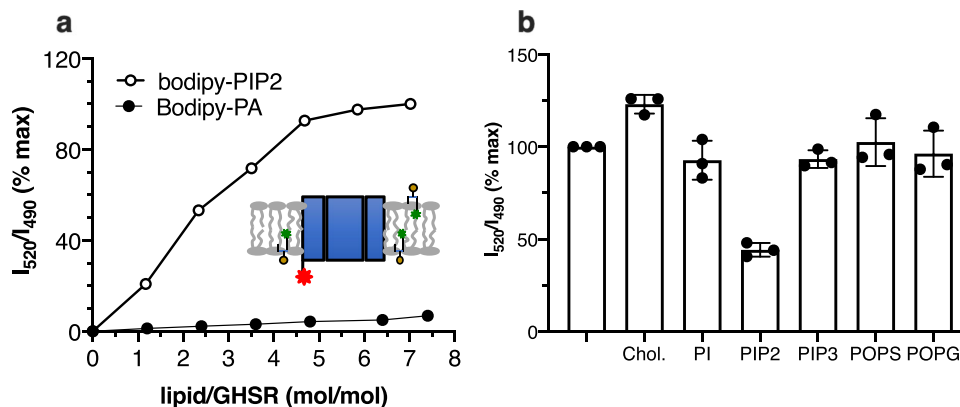 a
120
80
40
0
I520/I490 (% max)
bodipy-PIP2
Bodipy-PA
0 1 2 3 4 5 6 7 8
lipid/GHSR (mol/mol)
b
150
100
50
0
I520/I490 (% max)
Chol. PI PIP2 PIP3 POPS POPG